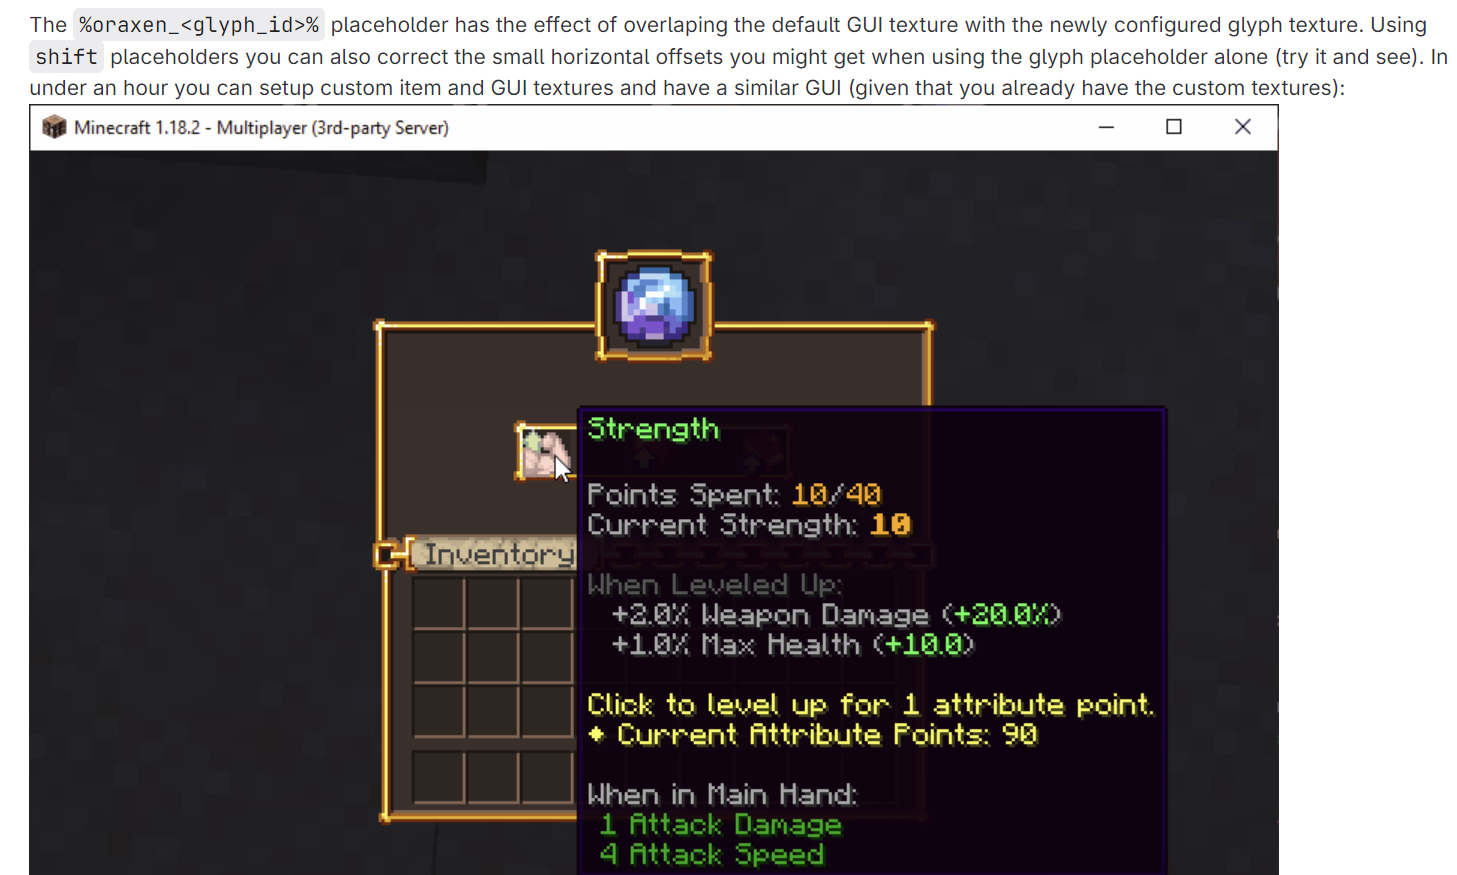 The %oraxen_<glyph_id>% placeholder has the effect of overlaping the default GUI texture with the newly configured glyph texture. Using
shift placeholders you can also correct the small horizontal offsets you might get when using the glyph placeholder alone (try it and see). In
under an hour you can setup custom item and GUI textures and have a similar GUI (given that you already have the custom textures):
Minecraft 1.18.2 - Multiplayer (3rd-party Server)
Strength
Points Spent: 10/40
Current Strength: 10
Inventory
When Leveled Up:
+2.0% Weapon Damage (+20.0%)
+1.0% Max Health (+10.0)
Click to level up for 1 attribute point.
◆ Current Attribute Points: 90
When in Main Hand:
1 Attack Damage
4 Attack Speed